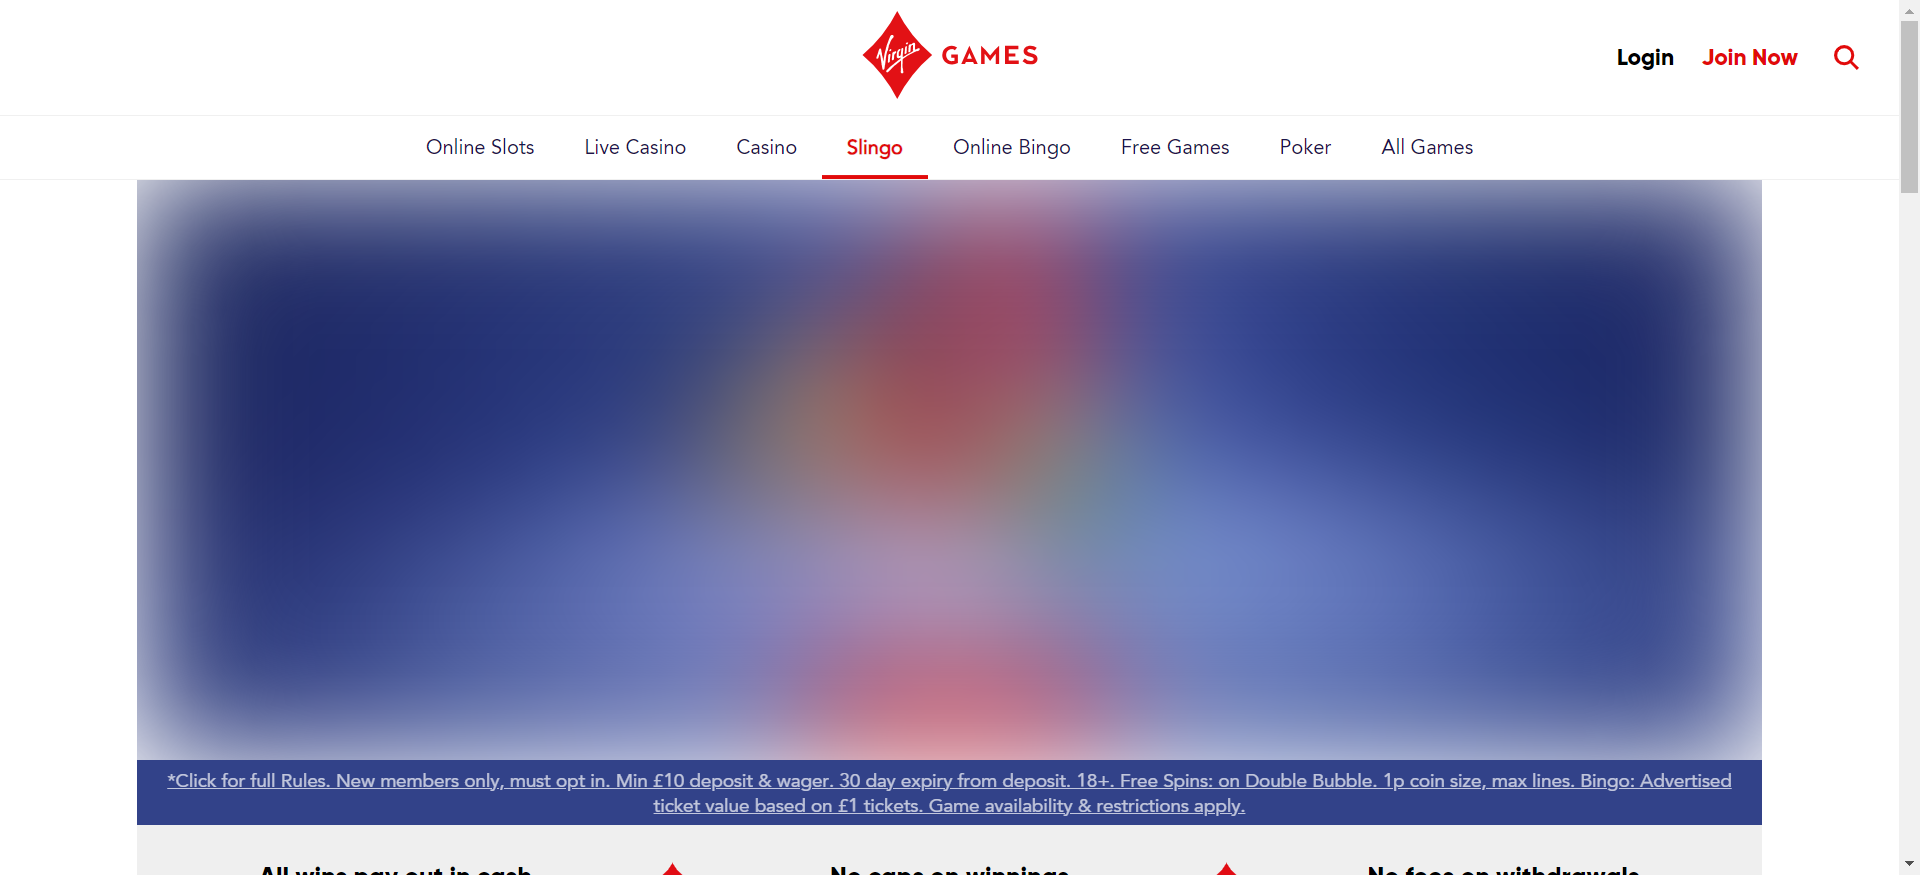 Virgin GAMES
Login Join Now
Online Slots Live Casino Casino Slingo Online Bingo Free Games Poker All Games
*Click for full Rules. New members only, must opt in. Min £10 deposit & wager. 30 day expiry from deposit. 18+. Free Spins: on Double Bubble. 1p coin size, max lines. Bingo: Advertised
ticket value based on £1 tickets. Game availability & restrictions apply.
All wins pay out in cash No caps on winnings No fees on withdrawals